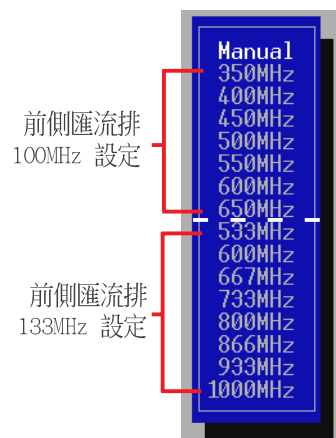 Manual
350MHz
400MHz
450MHz
500MHz
550MHz
600MHz
650MHz
533MHz
600MHz
667MHz
733MHz
800MHz
866MHz
933MHz
1000MHz
前側匯流排
100MHz 設定
前側匯流排
133MHz 設定